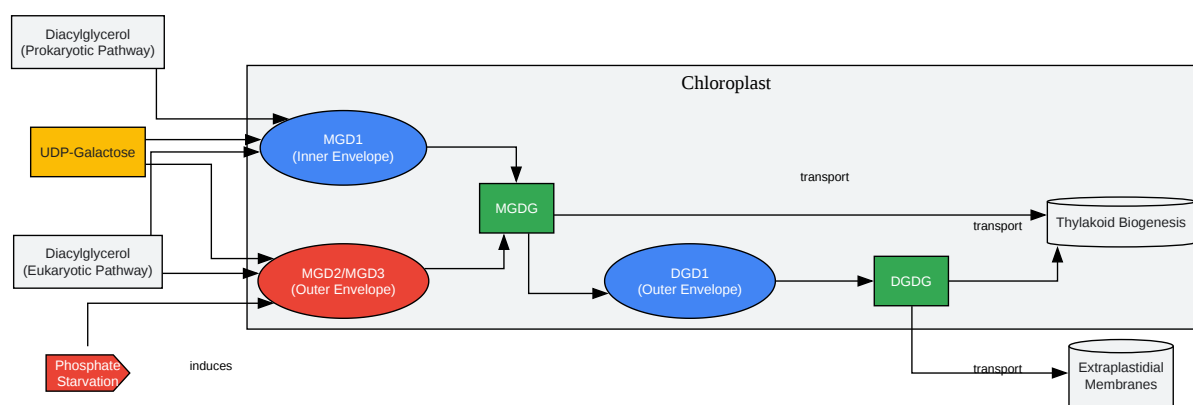 Diacylglycerol
(Prokaryotic Pathway)
Chloroplast
UDP-Galactose
MGD1
(Inner Envelope)
transport
MGDG
Thylakoid Biogenesis
transport
Diacylglycerol
(Eukaryotic Pathway)
MGD2/MGD3
(Outer Envelope)
DGD1
(Outer Envelope)
DGDG
Phosphate
Starvation
induces
transport
Extraplastidial
Membranes